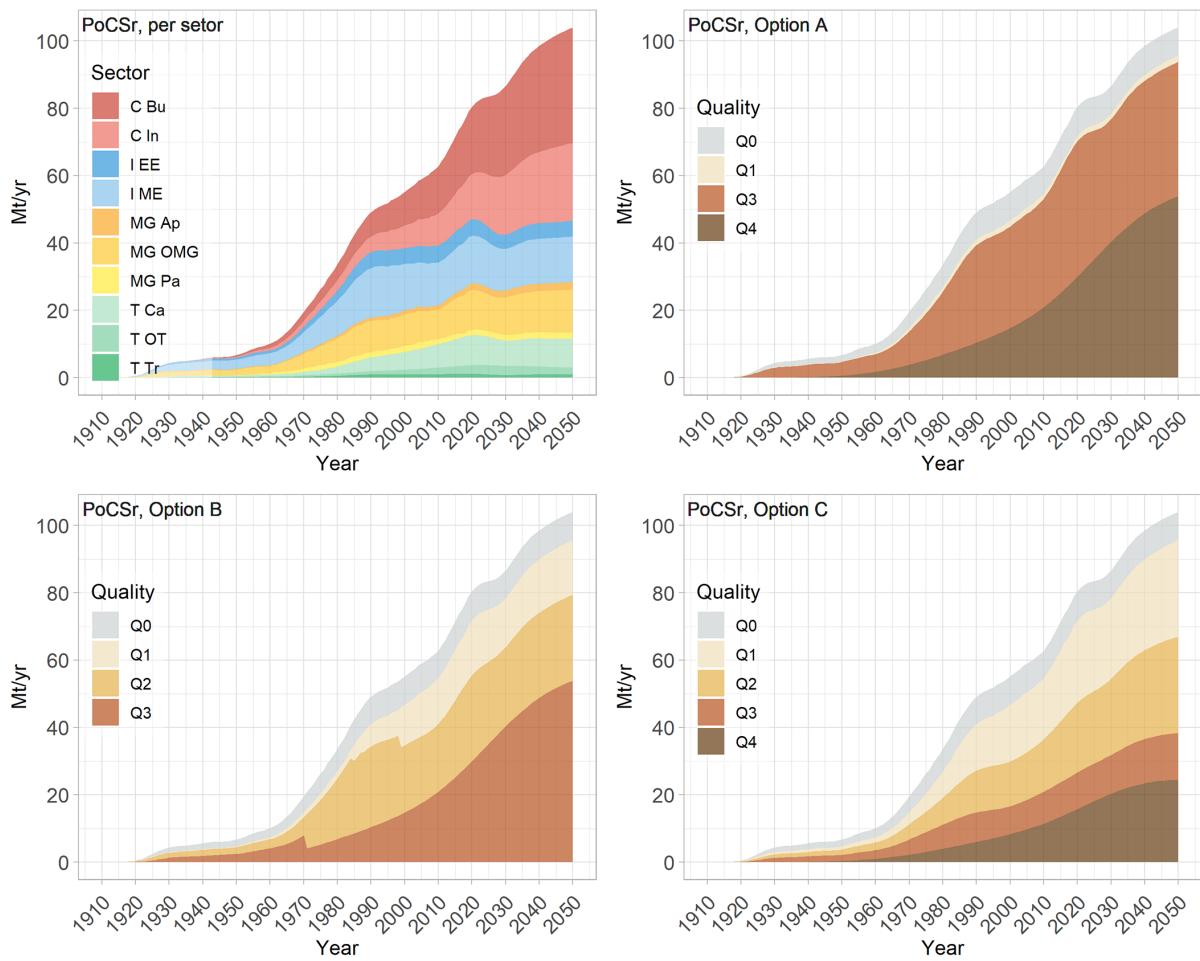 PoCSr, per setor
Mt/yr
100
80
60
40
20
0
Sector
C Bu
C In
I EE
I ME
MG Ap
MG OMG
MG Pa
T Ca
T OT
T Tr
1910 1920 1930 1940 1950 1960 1970 1980 1990 2000 2010 2020 2030 2040 2050
Year
PoCSr, Option A
Mt/yr
100
80
60
40
20
0
Quality
Q0
Q1
Q3
Q4
1910 1920 1930 1940 1950 1960 1970 1980 1990 2000 2010 2020 2030 2040 2050
Year
PoCSr, Option B
Mt/yr
100
80
60
40
20
0
Quality
Q0
Q1
Q2
Q3
1910 1920 1930 1940 1950 1960 1970 1980 1990 2000 2010 2020 2030 2040 2050
Year
PoCSr, Option C
Mt/yr
100
80
60
40
20
0
Quality
Q0
Q1
Q2
Q3
Q4
1910 1920 1930 1940 1950 1960 1970 1980 1990 2000 2010 2020 2030 2040 2050
Year